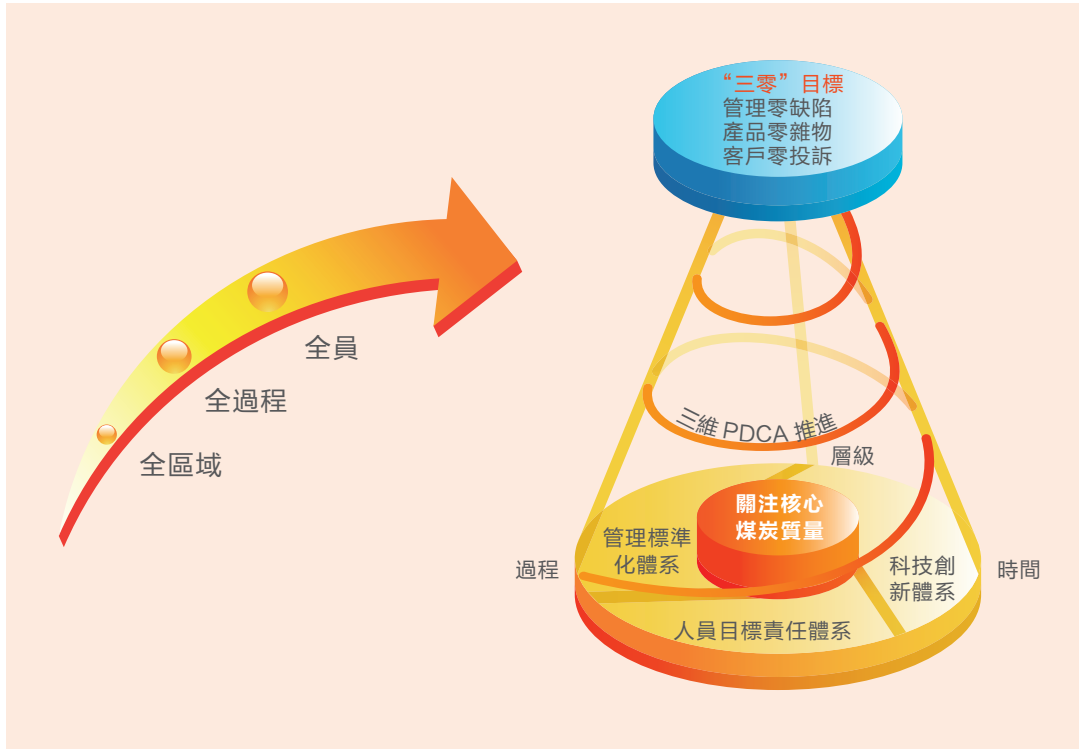 “三零”目標
管理零缺陷
產品零雜物
客戶零投訴
全員
全過程
全區域
三維 PDCA 推進
層級
關注核心
煤炭質量
管理標準
化體系
過程
科技創
新體系
時間
人員目標責任體系